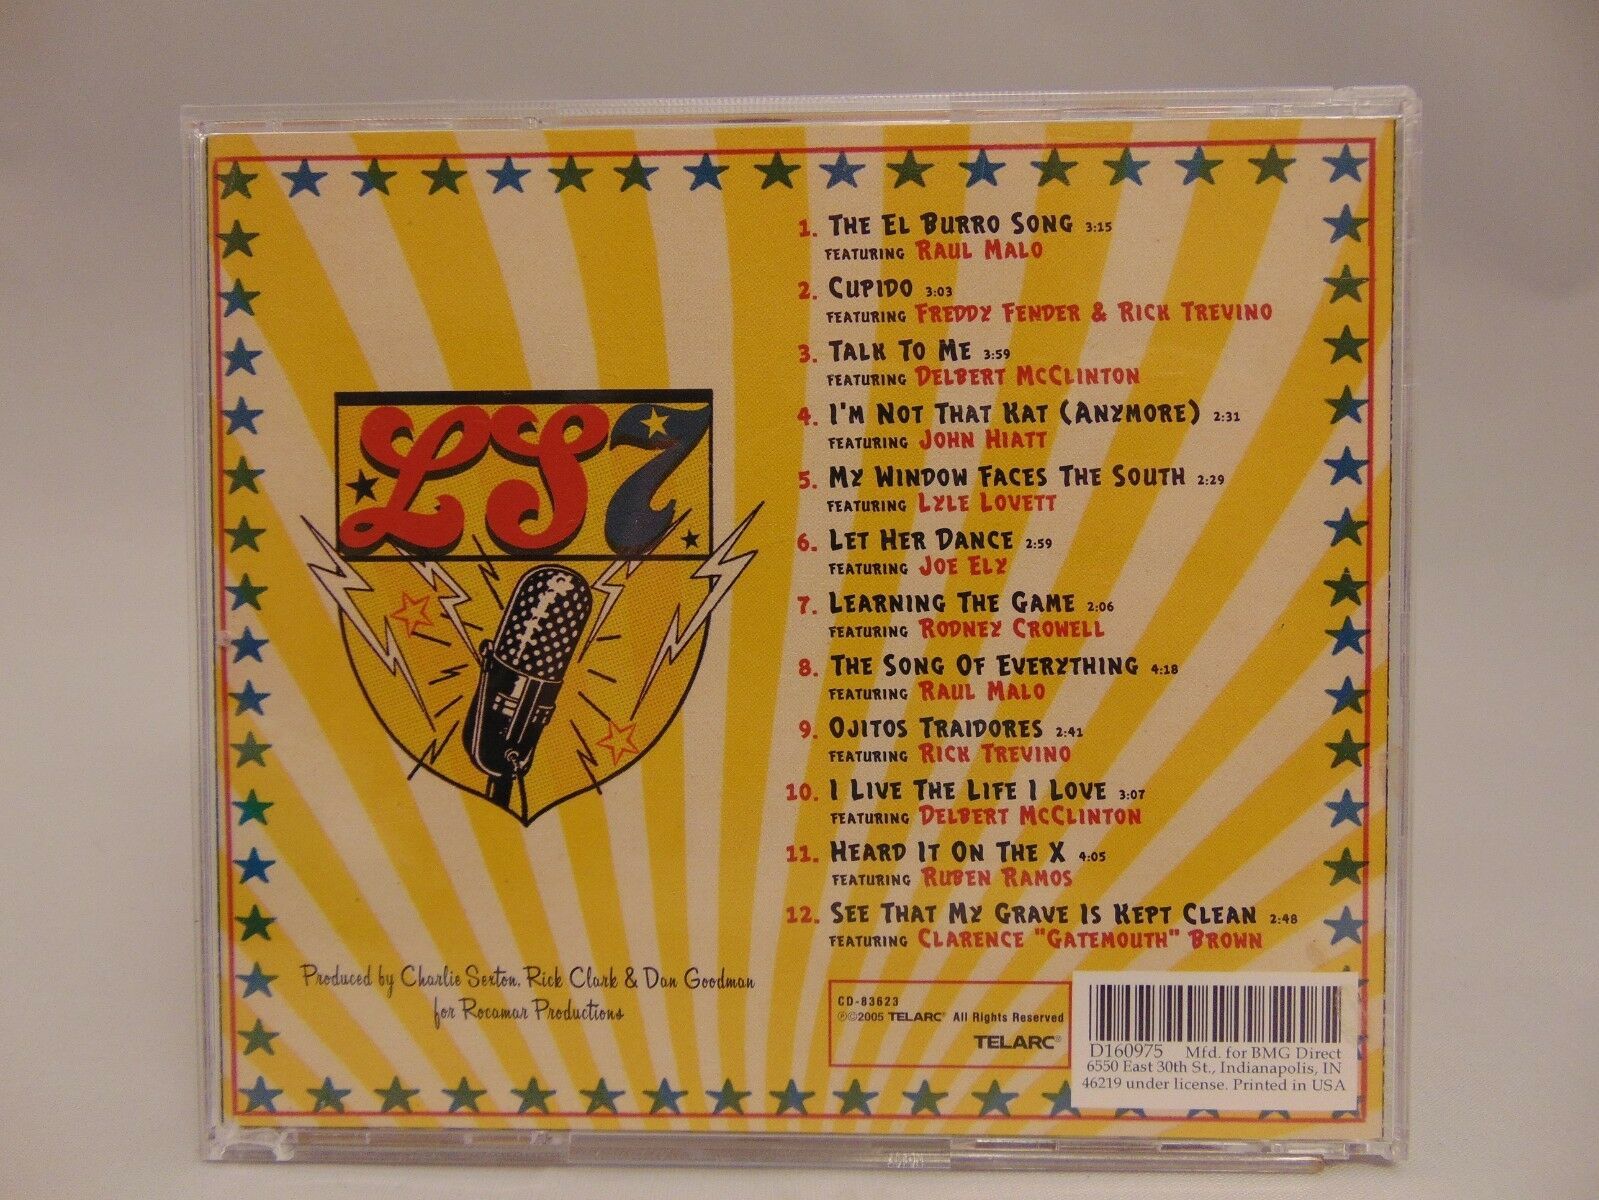 LS7
1. THE EL BURRO SONG 3:15
FEATURING RAUL MALO
2. CUPIDO 3:03
FEATURING FREDDY FENDER & RICK TREVINO
3. TALK TO ME 3:59
FEATURING DELBERT MCCLINTON
4. I'M NOT THAT KAT (ANYMORE) 2:31
FEATURING JOHN HIATT
5. MY WINDOW FACES THE SOUTH 2:29
FEATURING LYLE LOVETT
6. LET HER DANCE 2:59
FEATURING JOE ELY
7. LEARNING THE GAME 2:06
FEATURING RODNEY CROWELL
8. THE SONG OF EVERYTHING 4:18
FEATURING RAUL MALO
9. OJITOS TRAIDORES 2:41
FEATURING RICK TREVINO
10. I LIVE THE LIFE I LOVE 3:07
FEATURING DELBERT MCCLINTON
11. HEARD IT ON THE X 4:05
FEATURING RUBEN RAMOS
12. SEE THAT MY GRAVE IS KEPT CLEAN 2:48
FEATURING CLARENCE "GATEMOUTH" BROWN
Produced by Charlie Sexton, Rick Clark & Dan Goodman
for Rocamar Productions
CD-83623
℗©2005 TELARC® All Rights Reserved
TELARC®
D160975 Mfd. for BMG Direct
6550 East 30th St., Indianapolis, IN
46219 under license. Printed in USA